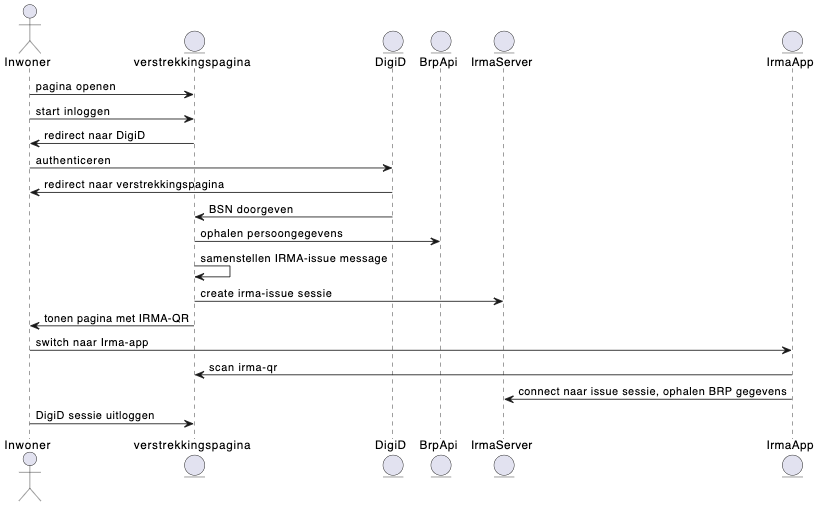 Inwoner verstrekkingspagina DigiD BrpApi IrmaServer IrmaApp
pagina openen
start inloggen
redirect naar DigiD
authenticeren
redirect naar verstrekkingspagina
BSN doorgeven
ophalen persoongegevens
samenstellen IRMA-issue message
create irma-issue sessie
tonen pagina met IRMA-QR
switch naar Irma-app
scan irma-qr
connect naar issue sessie, ophalen BRP gegevens
DigiD sessie uitloggen
Inwoner verstrekkingspagina DigiD BrpApi IrmaServer IrmaApp